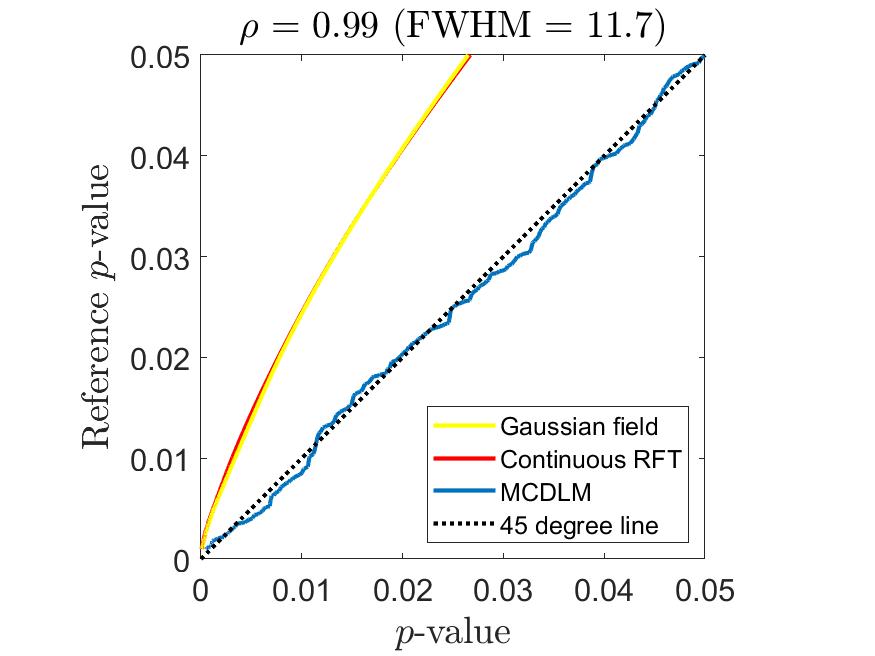 ρ = 0.99 (FWHM = 11.7)
0.05
0.04
0.03
0.02
0.01
0
Reference p-value
Gaussian field
Continuous RFT
MCDLM
45 degree line
0 0.01 0.02 0.03 0.04 0.05
p-value